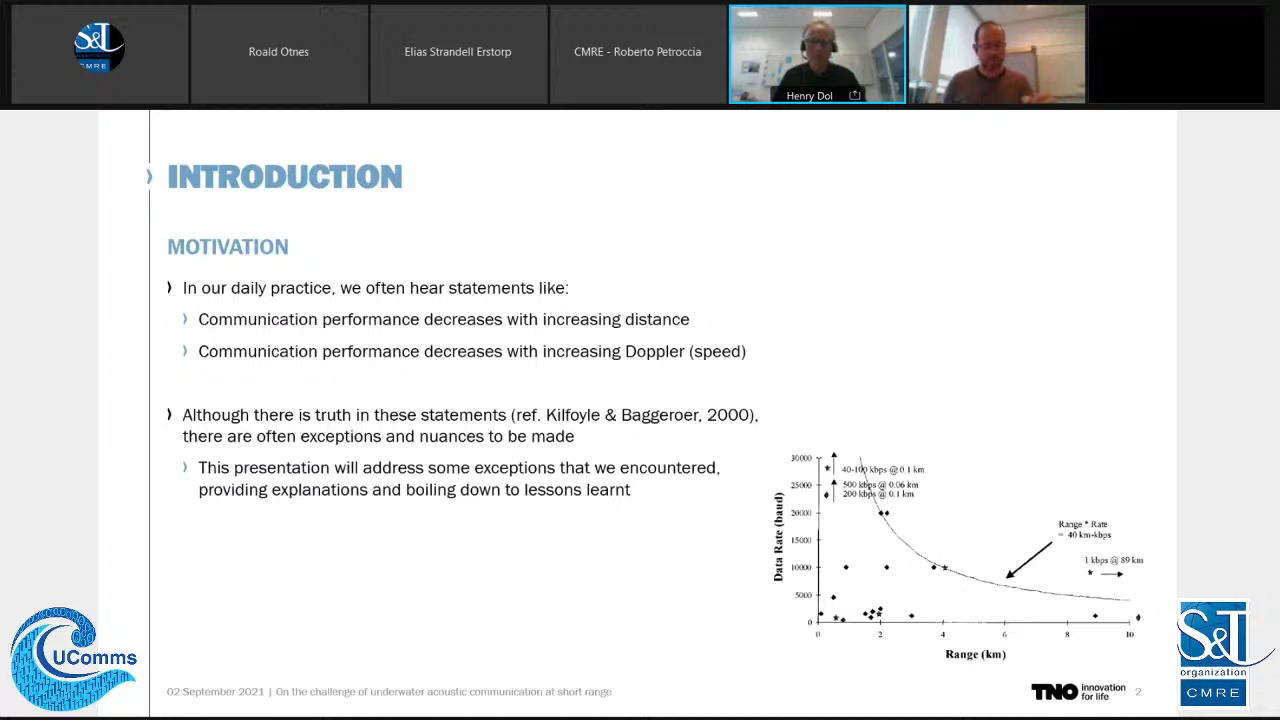 S&T
organization
CMRE
Roald Otnes
Elias Strandell Erstorp
CMRE - Roberto Petroccia
Henry Dol
INTRODUCTION
MOTIVATION
In our daily practice, we often hear statements like:
Communication performance decreases with increasing distance
Communication performance decreases with increasing Doppler (speed)
Although there is truth in these statements (ref. Kilfoyle & Baggeroer, 2000),
there are often exceptions and nuances to be made
This presentation will address some exceptions that we encountered,
providing explanations and boiling down to lessons learnt
30000
25000
20000
15000
10000
5000
0
Data Rate (baud)
40-100 kbps @ 0.1 km
500 kbps @ 0.06 km
200 kbps @ 0.1 km
Range * Rate
= 40 km-kbps
1 kbps @ 89 km
0 2 4 6 8 10
Range (km)
UComms
02 September 2021 | On the challenge of underwater acoustic communication at short range
TNO innovation
for life
2
S&T
organization
CMRE